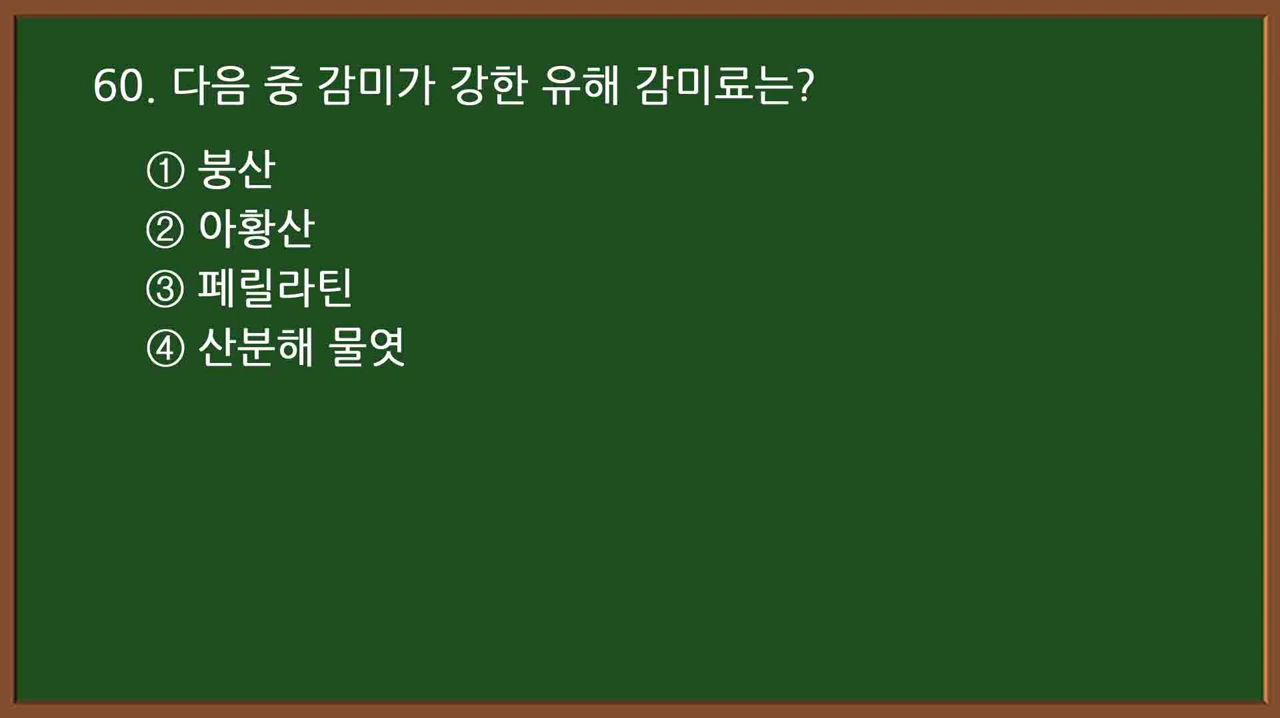 60. 다음 중 감미가 강한 유해 감미료는?
① 붕산
② 아황산
③ 페릴라틴
④ 산분해 물엿